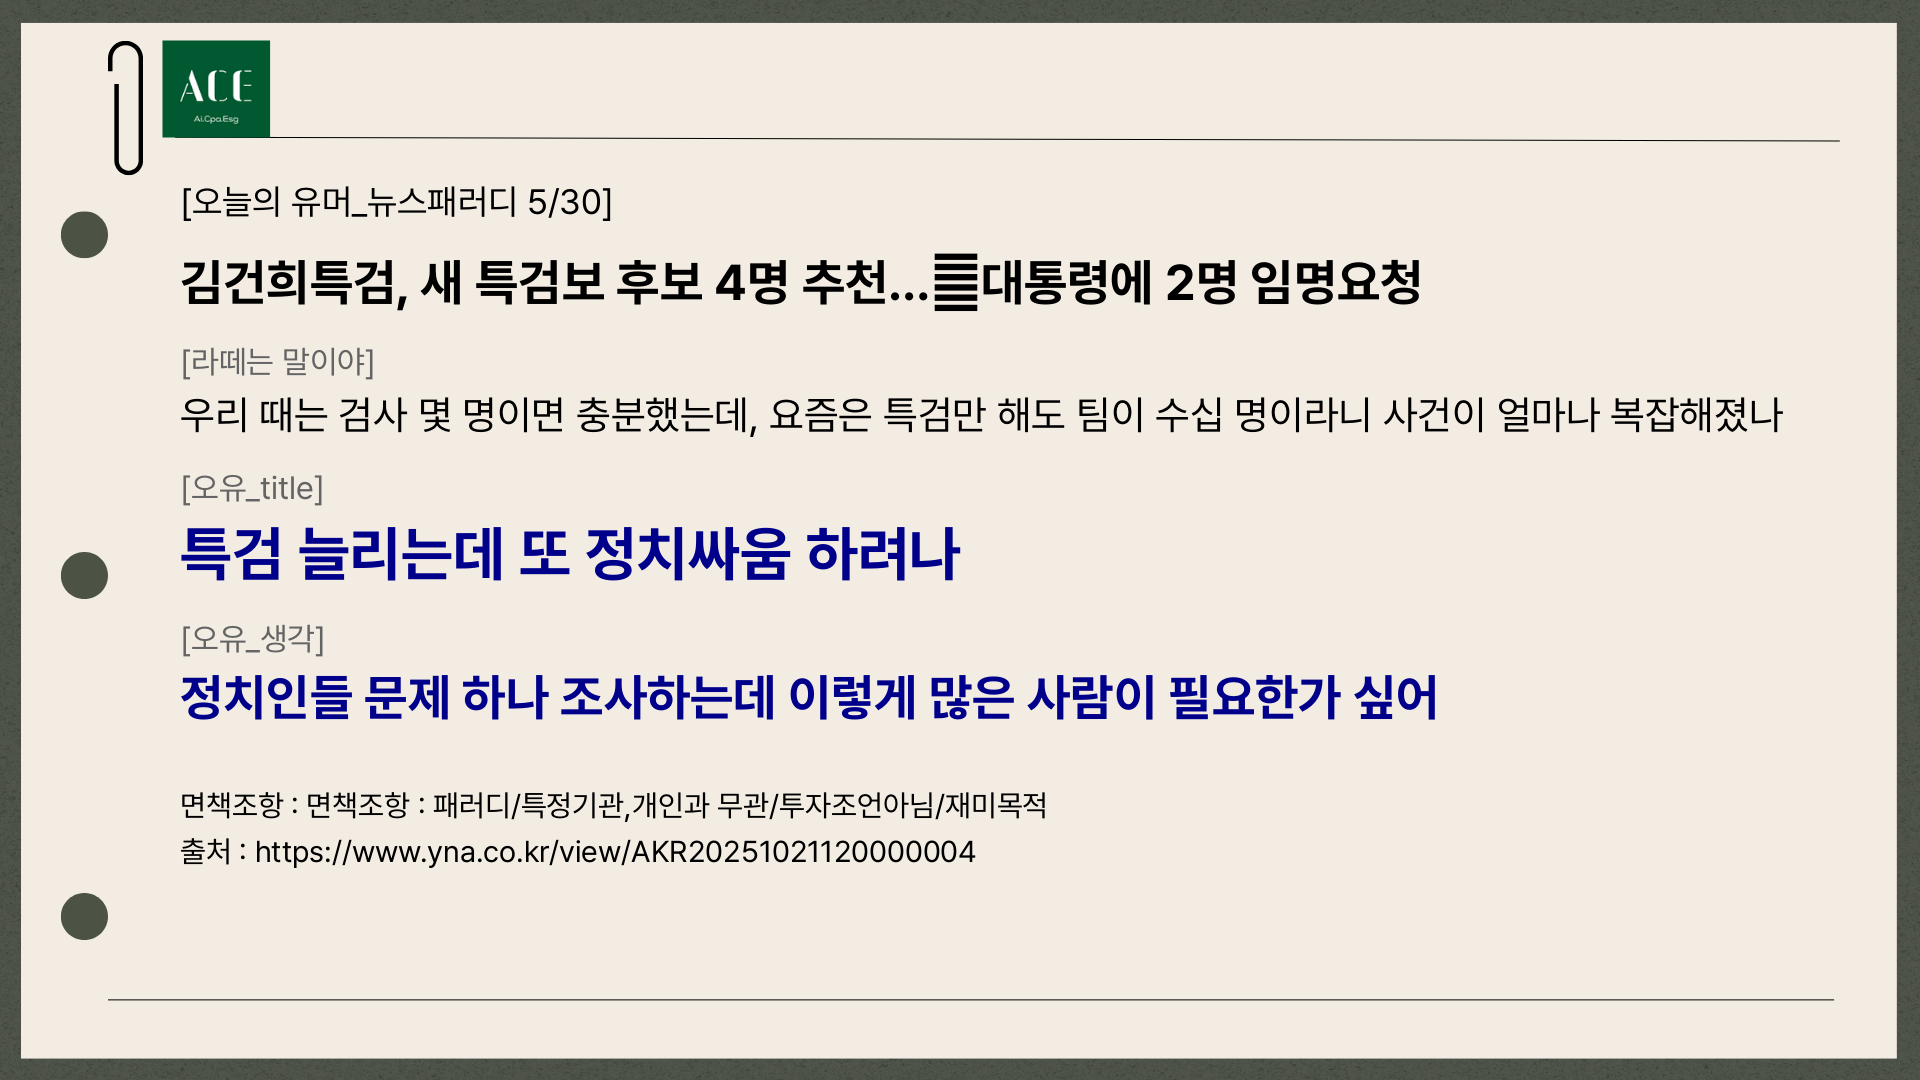 ACE
Ai.Cpa.Esg
[오늘의 유머_뉴스패러디 5/30]
김건희특검, 새 특검보 후보 4명 추천…대통령에 2명 임명요청
[라떼는 말이야]
우리 때는 검사 몇 명이면 충분했는데, 요즘은 특검만 해도 팀이 수십 명이라니 사건이 얼마나 복잡해졌나
[오유_title]
특검 늘리는데 또 정치싸움 하려나
[오유_생각]
정치인들 문제 하나 조사하는데 이렇게 많은 사람이 필요한가 싶어
면책조항 : 면책조항 : 패러디/특정기관,개인과 무관/투자조언아님/재미목적
출처 : https://www.yna.co.kr/view/AKR20251021120000004